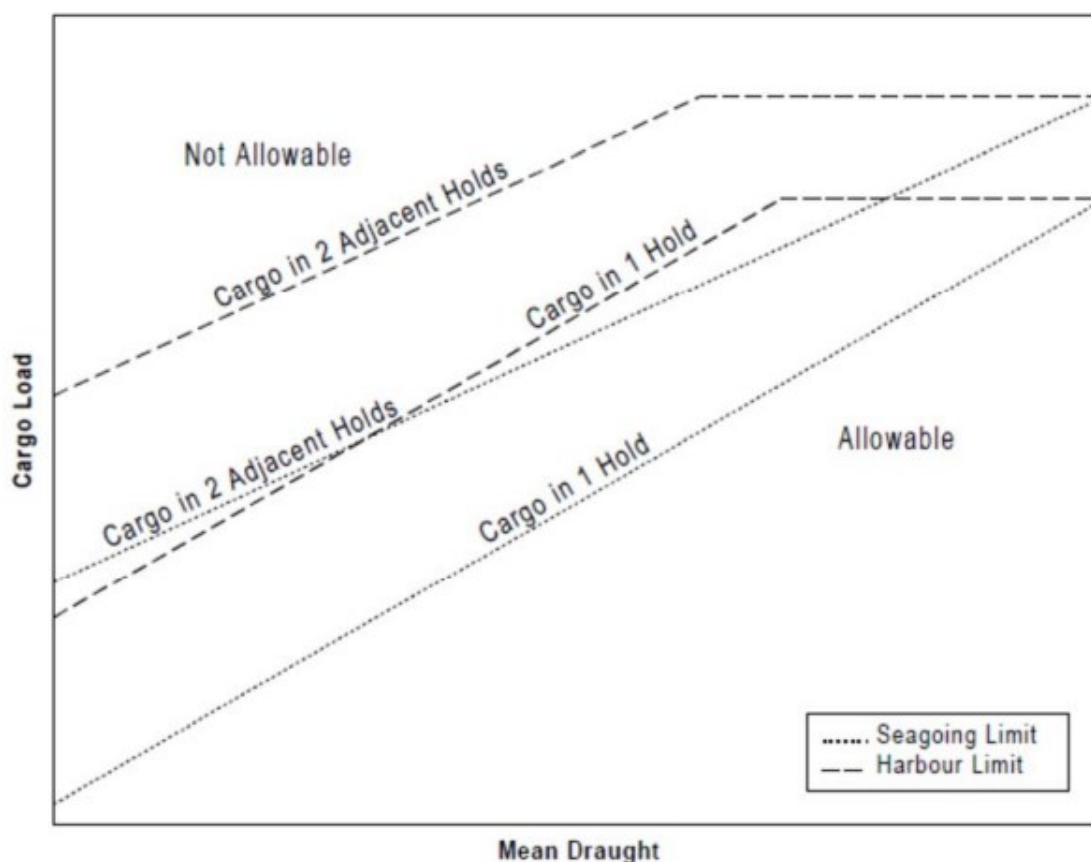 Not Allowable
Cargo in 2 Adjacent Holds
Cargo in 1 Hold
Cargo in 2 Adjacent Holds
Cargo in 1 Hold
Allowable
Cargo Load
Seagoing Limit
Harbour Limit
Mean Draught